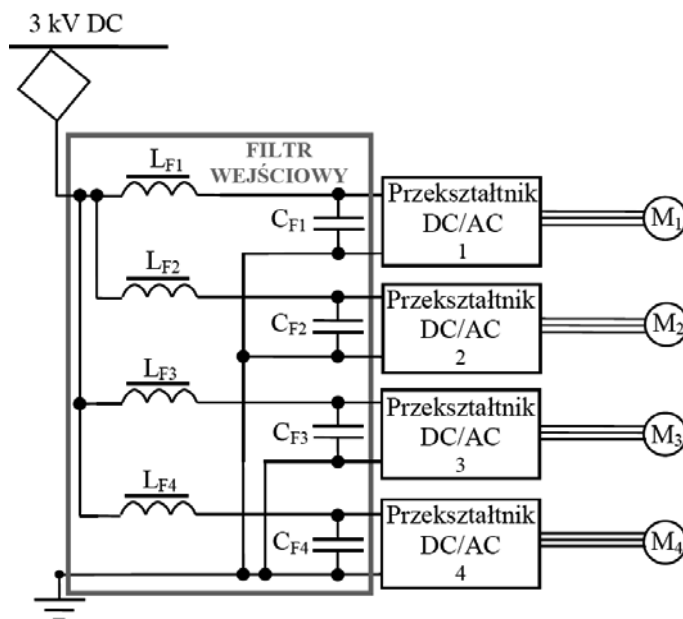 3 kV DC
FILTR
WEJŚCIOWY
LF1
CF1
Przekształtnik
DC/AC
1
M1
LF2
CF2
Przekształtnik
DC/AC
2
M2
LF3
CF3
Przekształtnik
DC/AC
3
M3
LF4
CF4
Przekształtnik
DC/AC
4
M4